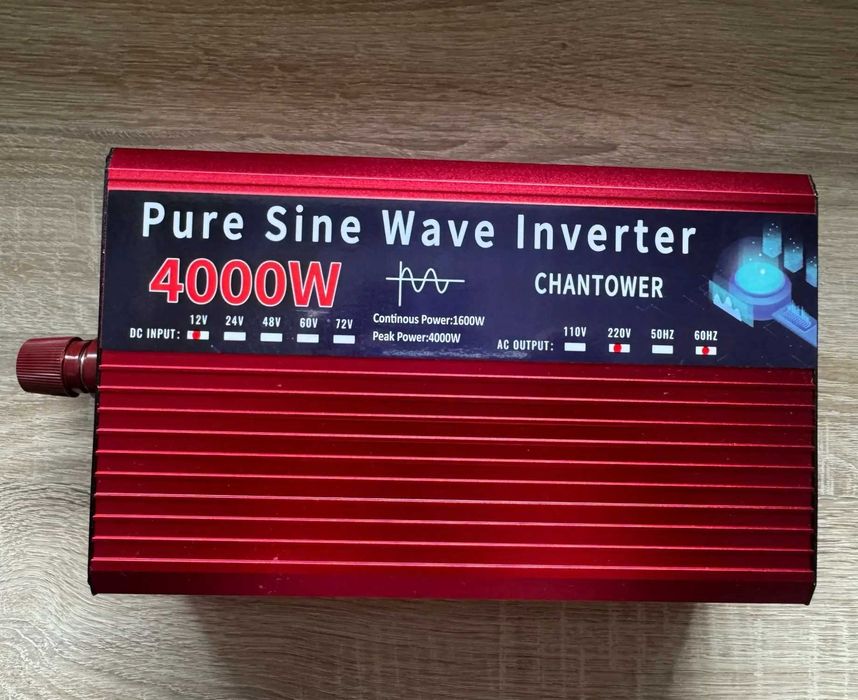 Pure Sine Wave Inverter
4000W
CHANTOWER
12V 24V 48V 60V 72V
DC INPUT:
Continous Power:1600W
Peak Power:4000W
110V 220V 50HZ 60HZ
AC OUTPUT: